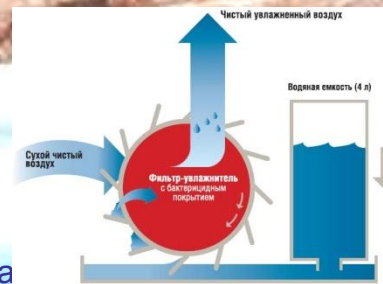 Чистый увлажненный воздух
Водяная емкость (4 л)
Сухой чистый
воздух
Фильтр-увлажнитель
с бактерицидным
покрытием
а